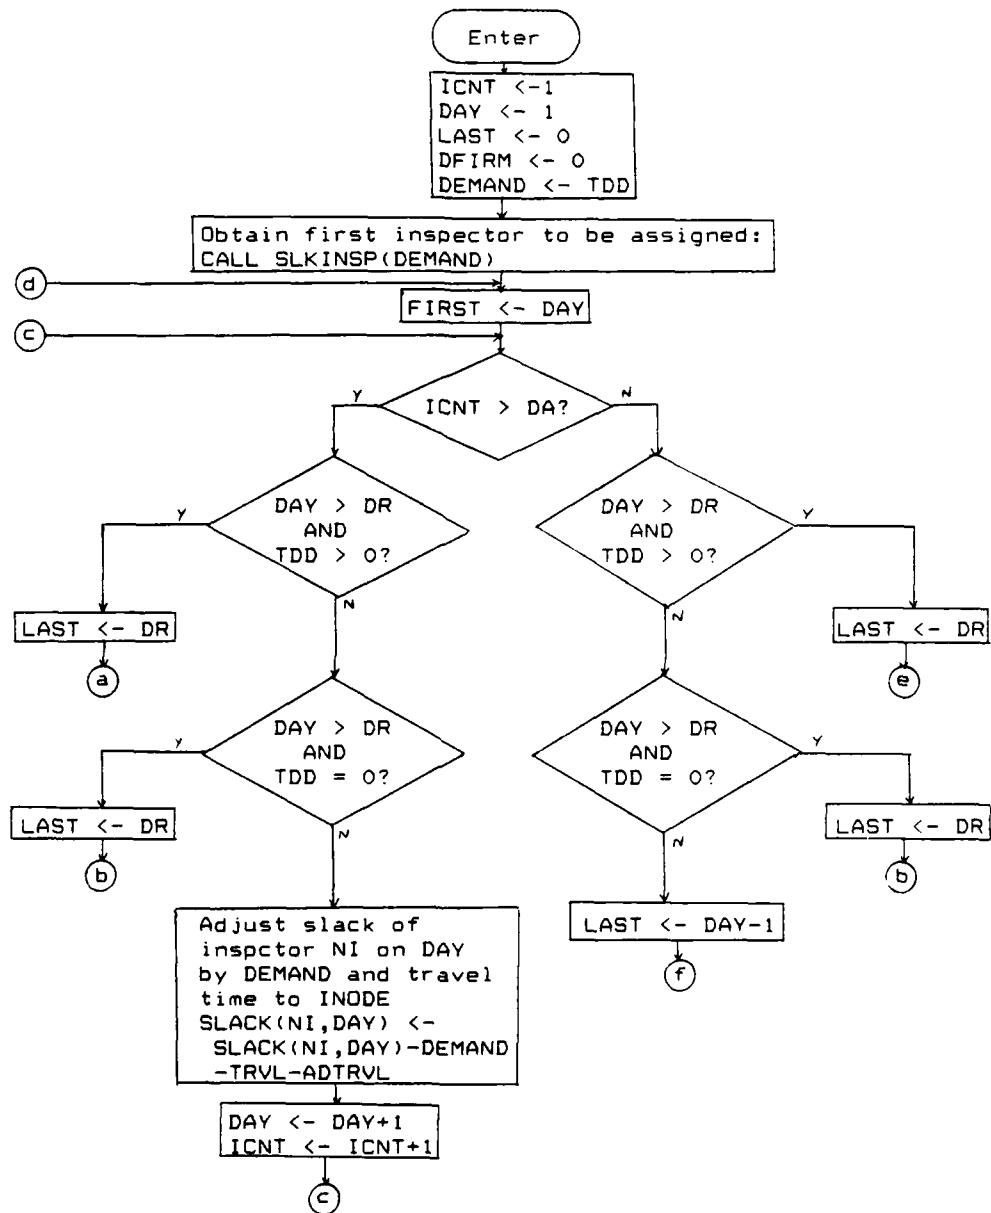 Enter
ICNT <-1
DAY <- 1
LAST <- 0
DFIRM <- 0
DEMAND <- TDD
Obtain first inspector to be assigned:
CALL SLKINSP(DEMAND)
d
FIRST <- DAY
c
ICNT > DA?
Y
N
DAY > DR
AND
TDD > 0?
Y
N
DAY > DR
AND
TDD > 0?
Y
N
LAST <- DR
a
LAST <- DR
e
DAY > DR
AND
TDD = 0?
Y
N
DAY > DR
AND
TDD = 0?
Y
N
LAST <- DR
b
LAST <- DR
b
Adjust slack of
inspctor NI on DAY
by DEMAND and travel
time to INODE
SLACK(NI,DAY) <-
SLACK(NI,DAY)-DEMAND
-TRVL-ADTRVL
LAST <- DAY-1
f
DAY <- DAY+1
ICNT <- ICNT+1
c